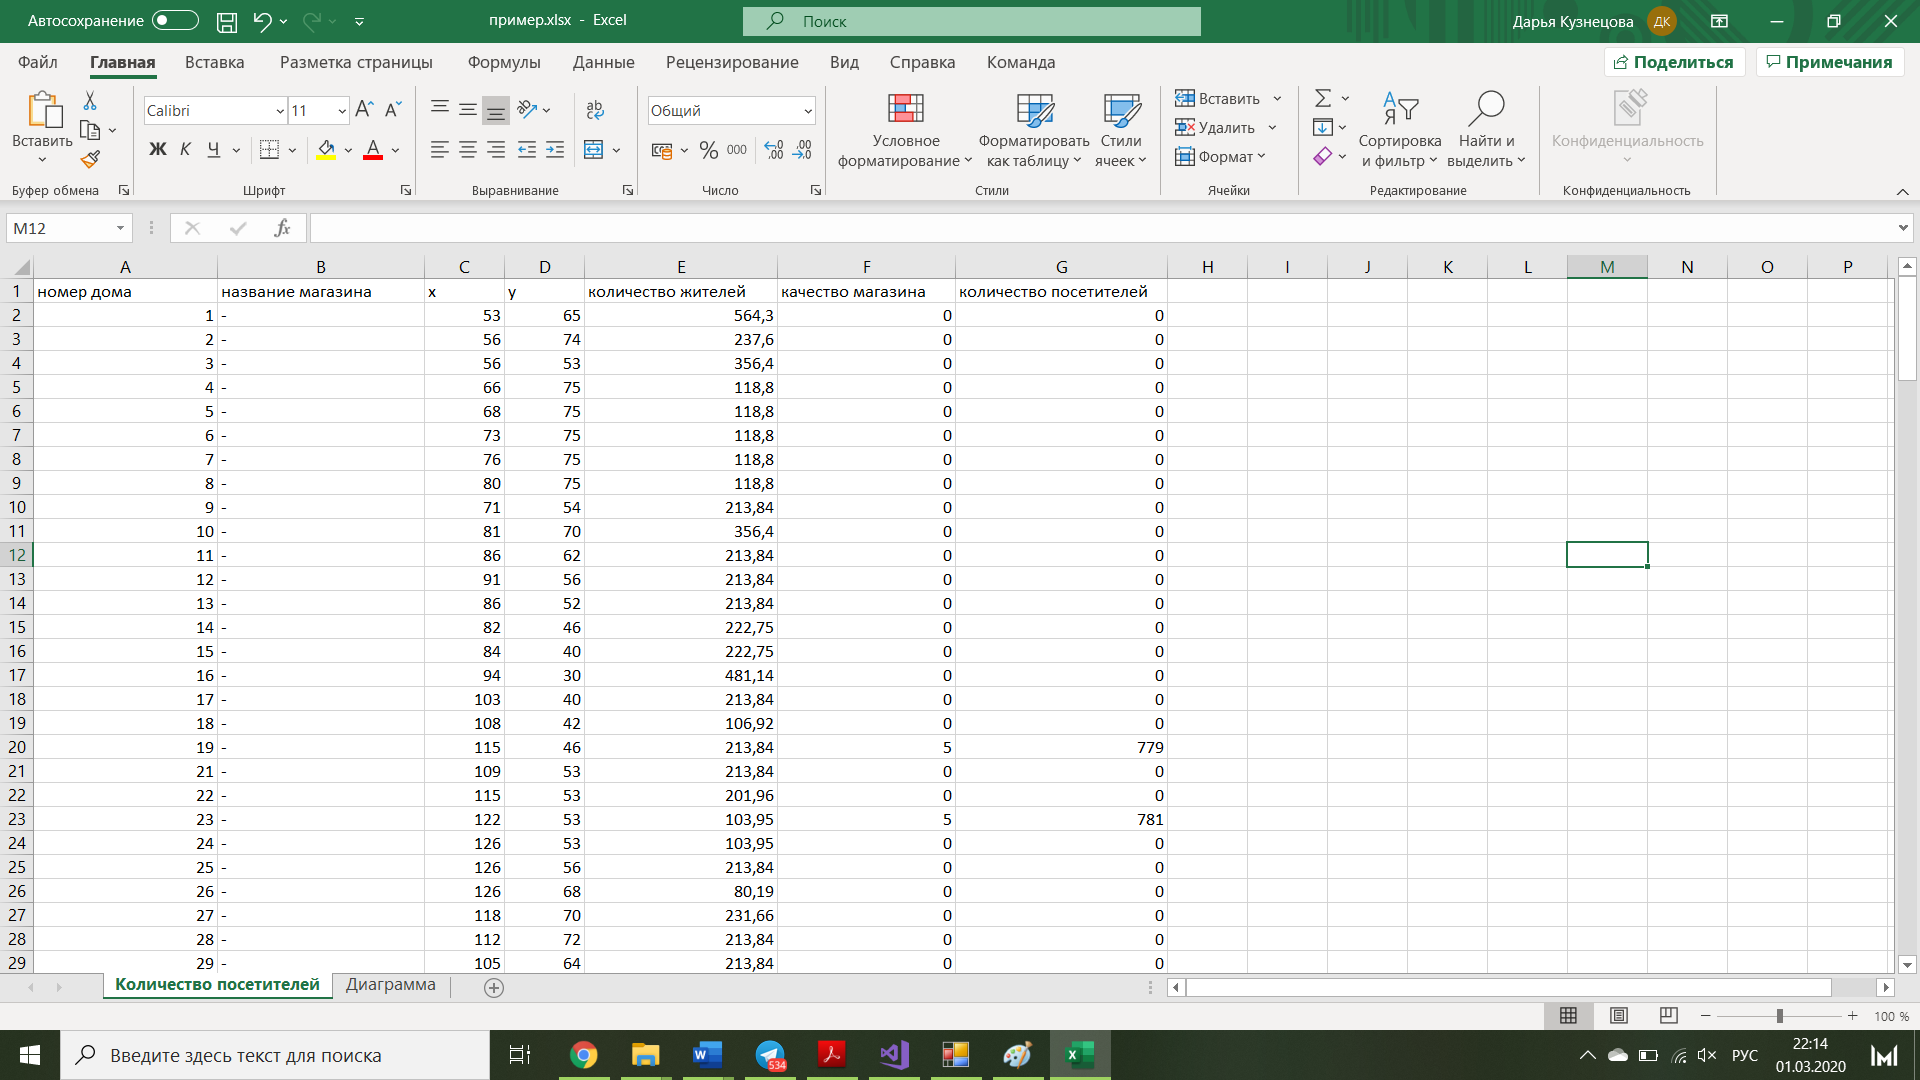 Автосохранение
пример.xlsx - Excel
Поиск
Дарья Кузнецова
ДК
Файл Главная Вставка Разметка страницы Формулы Данные Рецензирование Вид Справка Команда
Поделиться Примечания
Вставить
Calibri 11
Ж К Ч
Общий
% 000
Условное форматирование
Форматировать как таблицу
Стили ячеек
Вставить
Удалить
Формат
Сортировка и фильтр
Найти и выделить
Конфиденциальность
Буфер обмена Шрифт Выравнивание Число Стили Ячейки Редактирование Конфиденциальность
M12
fx
A B C D E F G H I J K L M N O P
1 номер дома название магазина x y количество жителей качество магазина количество посетителей
2 1 - 53 65 564,3 0 0
3 2 - 56 74 237,6 0 0
4 3 - 56 53 356,4 0 0
5 4 - 66 75 118,8 0 0
6 5 - 68 75 118,8 0 0
7 6 - 73 75 118,8 0 0
8 7 - 76 75 118,8 0 0
9 8 - 80 75 118,8 0 0
10 9 - 71 54 213,84 0 0
11 10 - 81 70 356,4 0 0
12 11 - 86 62 213,84 0 0
13 12 - 91 56 213,84 0 0
14 13 - 86 52 213,84 0 0
15 14 - 82 46 222,75 0 0
16 15 - 84 40 222,75 0 0
17 16 - 94 30 481,14 0 0
18 17 - 103 40 213,84 0 0
19 18 - 108 42 106,92 0 0
20 19 - 115 46 213,84 5 779
21 21 - 109 53 213,84 0 0
22 22 - 115 53 201,96 0 0
23 23 - 122 53 103,95 5 781
24 24 - 126 53 103,95 0 0
25 25 - 126 56 213,84 0 0
26 26 - 126 68 80,19 0 0
27 27 - 118 70 231,66 0 0
28 28 - 112 72 213,84 0 0
29 29 - 105 64 213,84 0 0
Количество посетителей Диаграмма
100 %
Введите здесь текст для поиска
534
РУС
22:14
01.03.2020